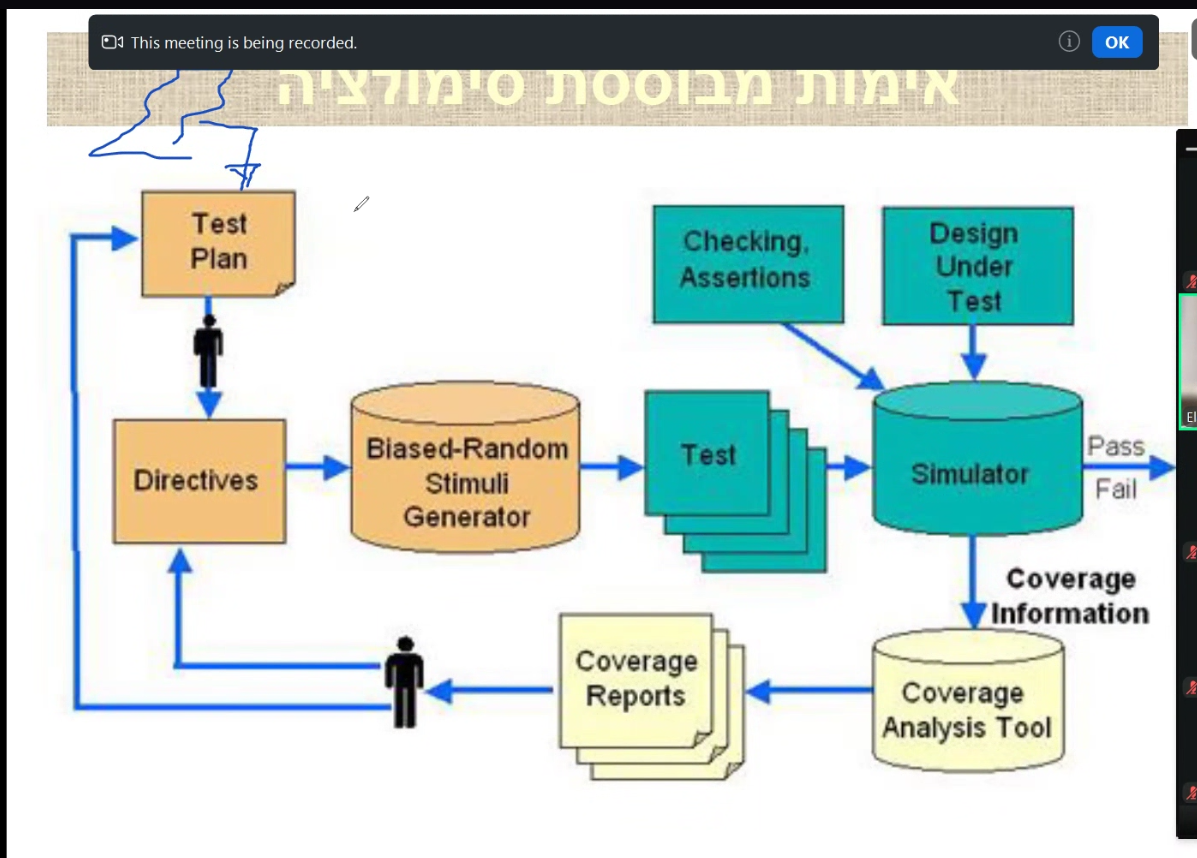 This meeting is being recorded.
OK
אימות מבוססת סימולציה
Test
Plan
Checking,
Assertions
Design
Under
Test
Directives
Biased-Random
Stimuli
Generator
Test
Simulator
Pass
Fail
Coverage
Information
Coverage
Reports
Coverage
Analysis Tool
El